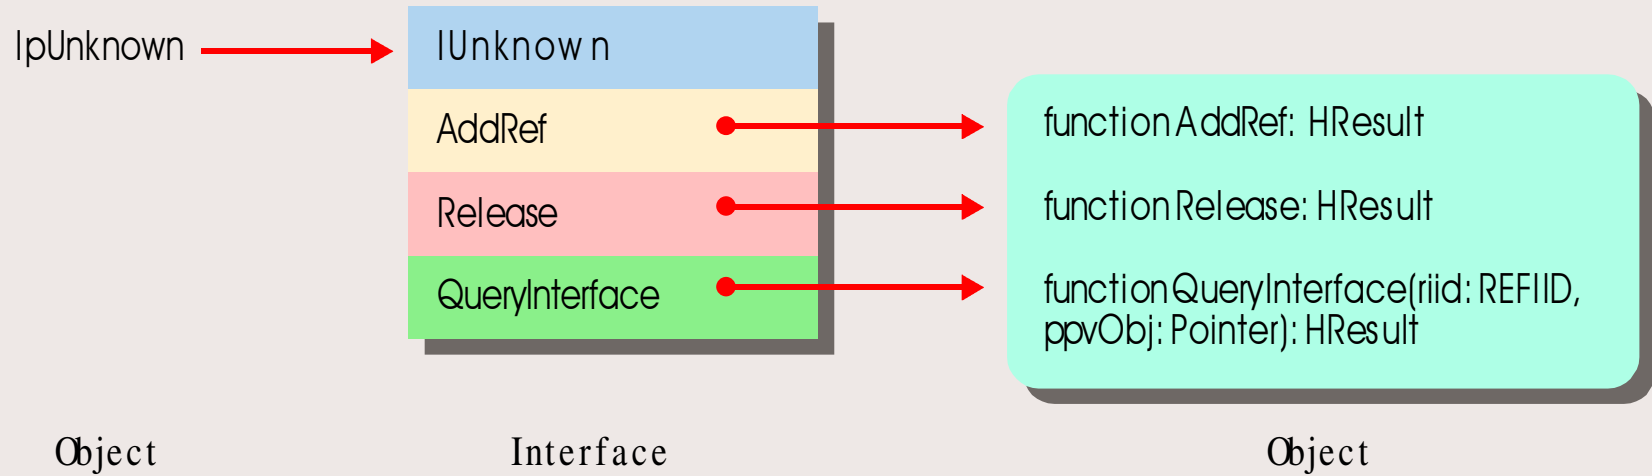 lpUnknown
IUnknown
AddRef
Release
QueryInterface
function AddRef: HResult
function Release: HResult
function QueryInterface(riid: REFIID,
ppvObj: Pointer): HResult
Object
Interface
Object